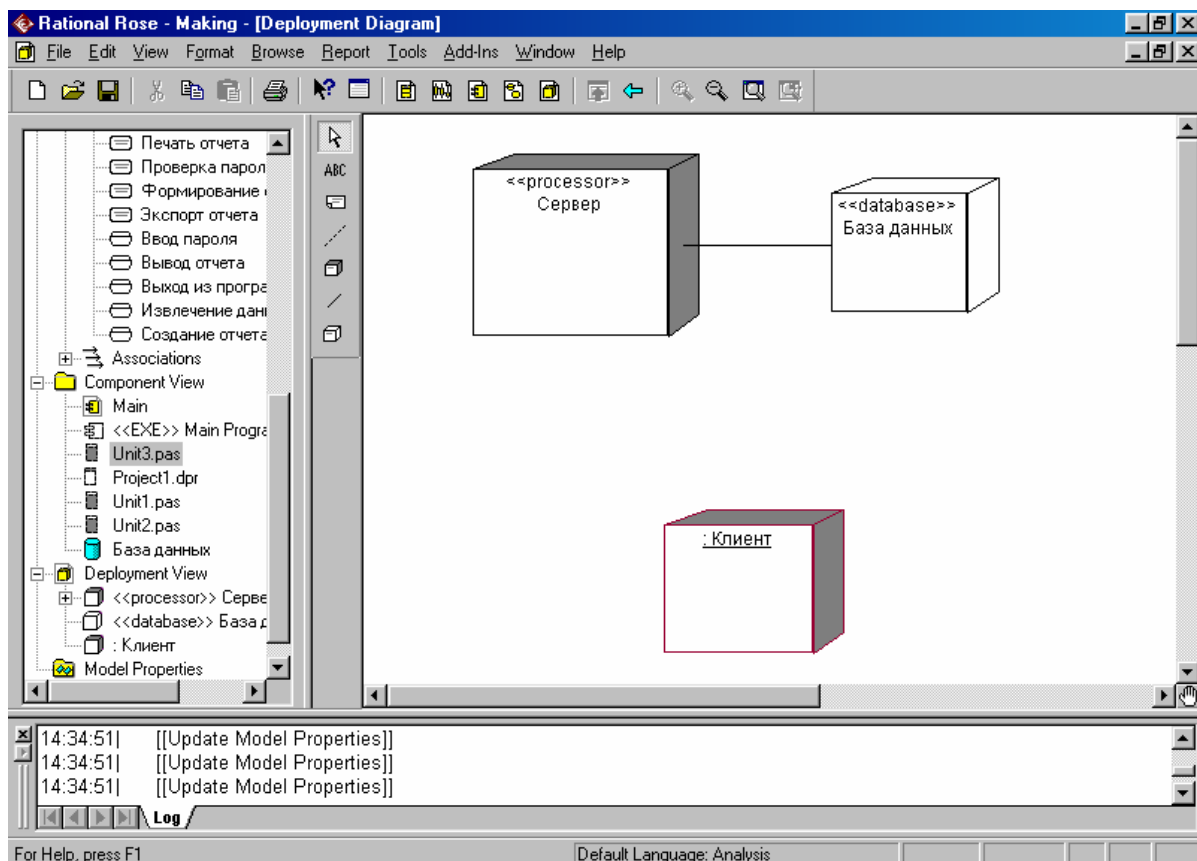 Rational Rose - Making - [Deployment Diagram]
File Edit View Format Browse Report Tools Add-Ins Window Help
Печать отчета
Проверка парол
Формирование
Экспорт отчета
Ввод пароля
Вывод отчета
Выход из програ
Извлечение дан
Создание отчета
Associations
Component View
Main
<<EXE>> Main Progra
Unit3.pas
Project1.dpr
Unit1.pas
Unit2.pas
База данных
Deployment View
<<processor>> Серве
<<database>> База д
: Клиент
Model Properties
ABC
<<processor>>
Сервер
<<database>>
База данных
: Клиент
14:34:51| [[Update Model Properties]]
14:34:51| [[Update Model Properties]]
14:34:51| [[Update Model Properties]]
Log
For Help, press F1
Default Language: Analysis